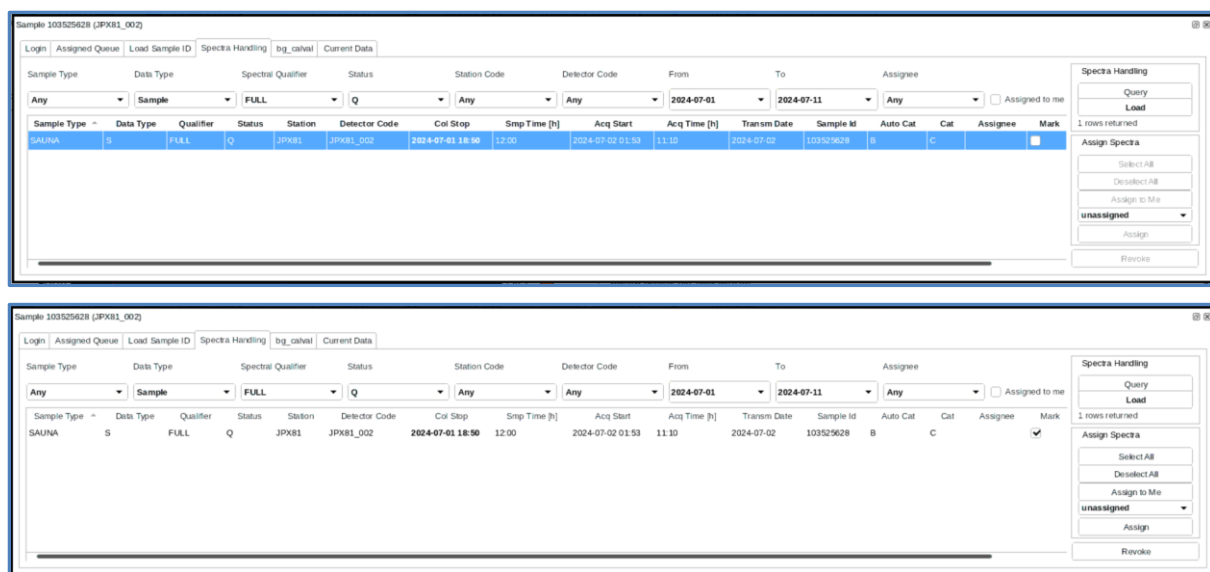 Sample 103525628 (JPX81_002)
Login Assigned Queue Load Sample ID Spectra Handling bg_calval Current Data
Sample Type Data Type Spectral Qualifier Status Station Code Detector Code From To Assignee Spectra Handling
Any Sample FULL Q Any Any 2024-07-01 2024-07-11 Any Assigned to me Query
Load
Sample Type Data Type Qualifier Status Station Detector Code Col Stop Smp Time [h] Acq Start Acq Time [h] Transm Date Sample Id Auto Cat Cat Assignee Mark 1 rows returned
SAUNA S FULL Q JPX81 JPX81_002 2024-07-01 18:50 12:00 2024-07-02 01:53 11:10 2024-07-02 103525628 B C Assign Spectra
Select All
Deselect All
Assign to Me
unassigned
Assign
Revoke
Sample 103525628 (JPX81_002)
Login Assigned Queue Load Sample ID Spectra Handling bg_calval Current Data
Sample Type Data Type Spectral Qualifier Status Station Code Detector Code From To Assignee Spectra Handling
Any Sample FULL Q Any Any 2024-07-01 2024-07-11 Any Assigned to me Query
Load
Sample Type Data Type Qualifier Status Station Detector Code Col Stop Smp Time [h] Acq Start Acq Time [h] Transm Date Sample Id Auto Cat Cat Assignee Mark 1 rows returned
SAUNA S FULL Q JPX81 JPX81_002 2024-07-01 18:50 12:00 2024-07-02 01:53 11:10 2024-07-02 103525628 B C Assign Spectra
Select All
Deselect All
Assign to Me
unassigned
Assign
Revoke